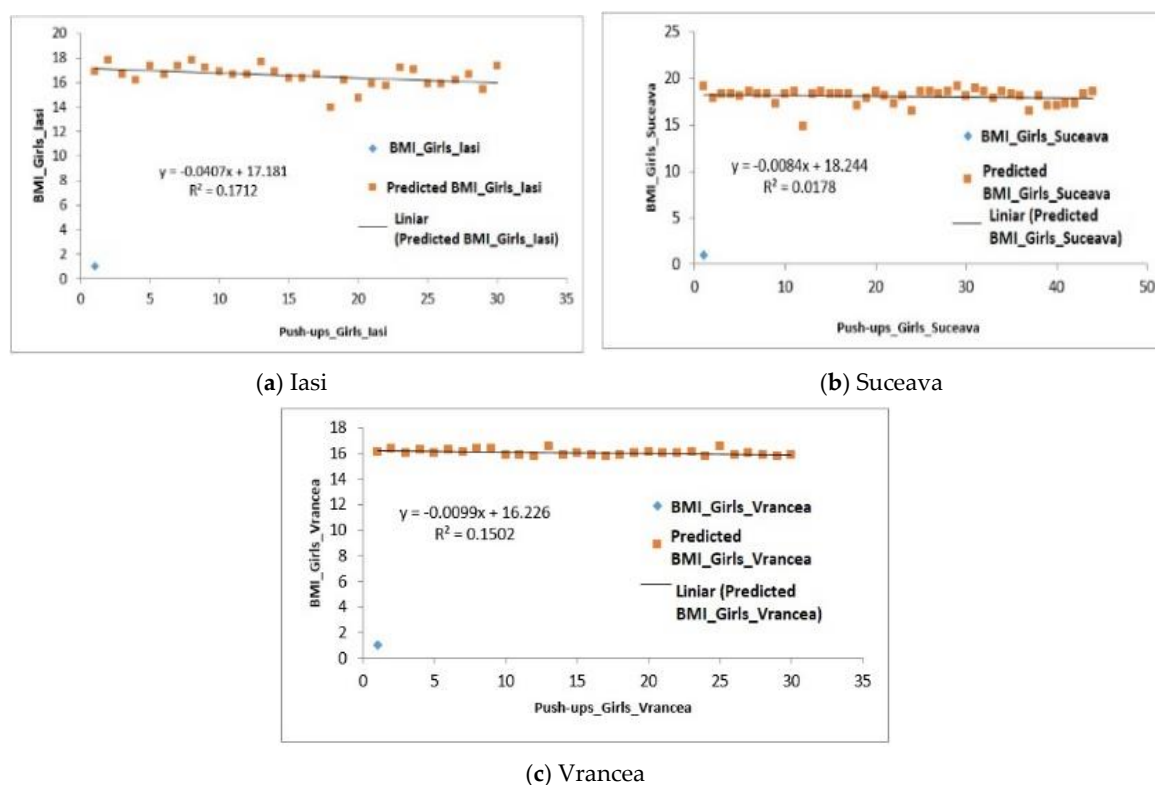 20
18
16
14
12
10
8
6
4
2
0
BMI_Girls_Iasi
y = -0.0407x + 17.181
R² = 0.1712
BMI_Girls_Iasi
Predicted BMI_Girls_Iasi
Liniar
(Predicted BMI_Girls_Iasi)
0 5 10 15 20 25 30 35
Push-ups_Girls_Iasi
(a) Iasi
25
20
15
10
5
0
BMI_Girls_Suceava
y = -0.0084x + 18.244
R² = 0.0178
BMI_Girls_Suceava
Predicted
BMI_Girls_Suceava
Liniar (Predicted
BMI_Girls_Suceava)
0 10 20 30 40 50
Push-ups_Girls_Suceava
(b) Suceava
18
16
14
12
10
8
6
4
2
0
BMI_Girls_Vrancea
y = -0.0099x + 16.226
R² = 0.1502
BMI_Girls_Vrancea
Predicted
BMI_Girls_Vrancea
Liniar (Predicted
BMI_Girls_Vrancea)
0 5 10 15 20 25 30 35
Push-ups_Girls_Vrancea
(c) Vrancea